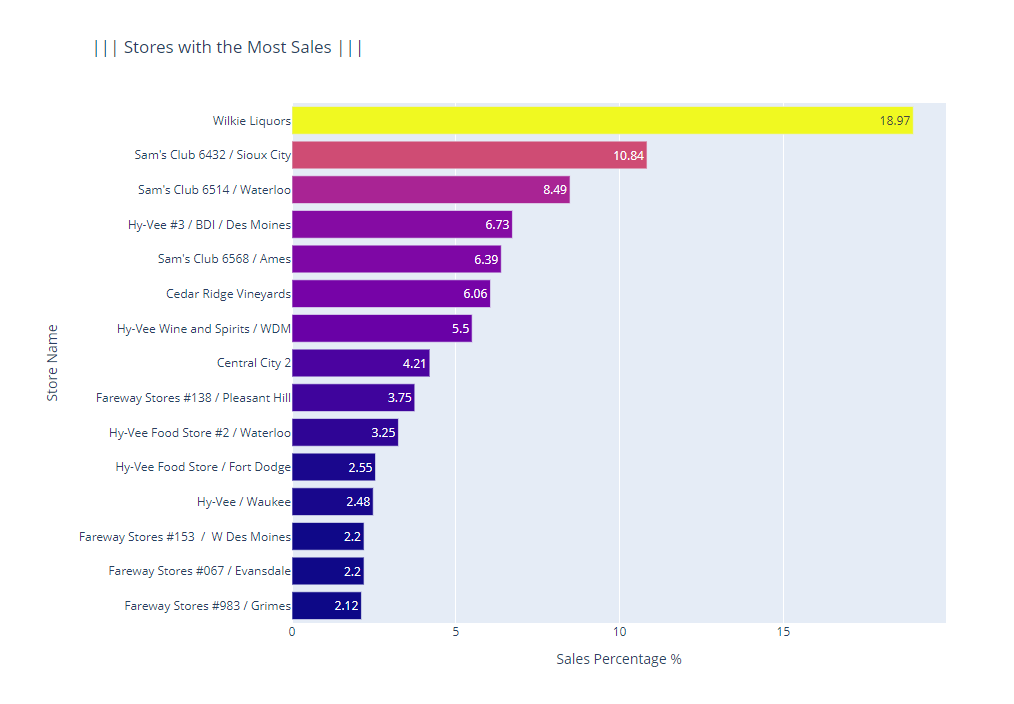 ||| Stores with the Most Sales |||
Wilkie Liquors 18.97
Sam's Club 6432 / Sioux City 10.84
Sam's Club 6514 / Waterloo 8.49
Hy-Vee #3 / BDI / Des Moines 6.73
Sam's Club 6568 / Ames 6.39
Cedar Ridge Vineyards 6.06
Hy-Vee Wine and Spirits / WDM 5.5
Central City 2 4.21
Fareway Stores #138 / Pleasant Hill 3.75
Hy-Vee Food Store #2 / Waterloo 3.25
Hy-Vee Food Store / Fort Dodge 2.55
Hy-Vee / Waukee 2.48
Fareway Stores #153  /  W Des Moines 2.2
Fareway Stores #067 / Evansdale 2.2
Fareway Stores #983 / Grimes 2.12
Store Name
0 5 10 15
Sales Percentage %